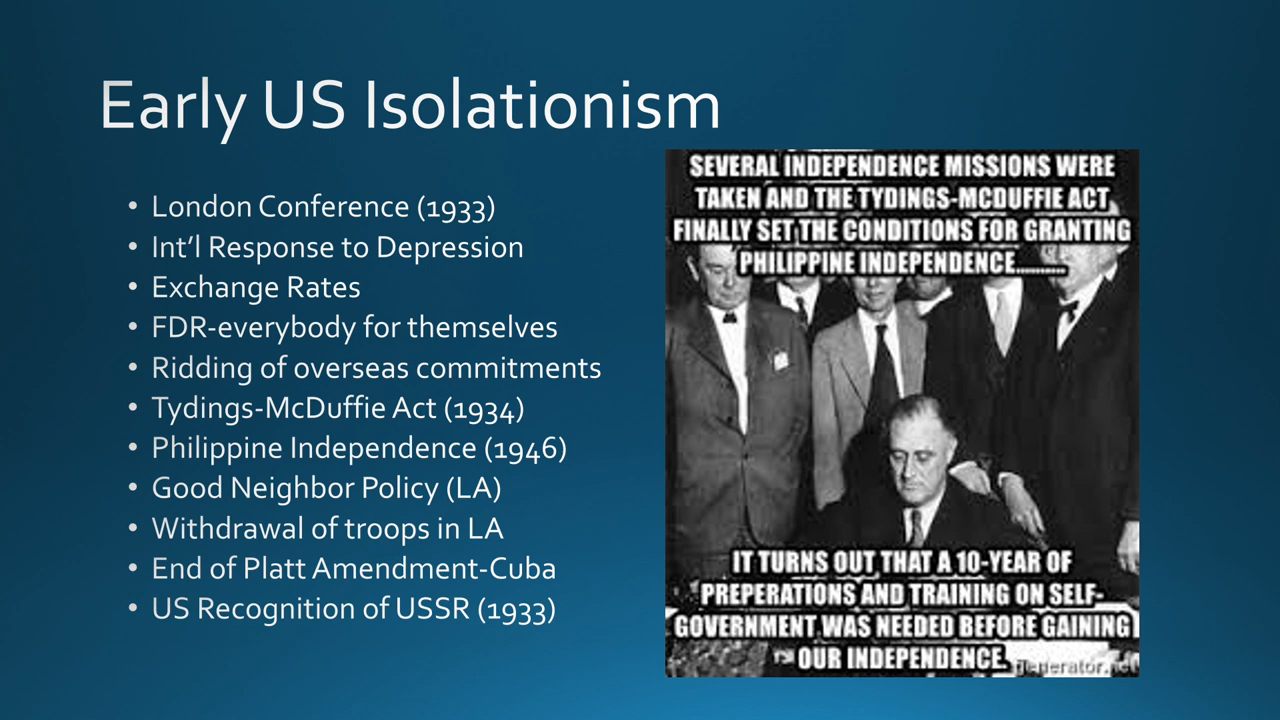 Early US Isolationism
• London Conference (1933)
• Int’l Response to Depression
• Exchange Rates
• FDR-everybody for themselves
• Ridding of overseas commitments
• Tydings-McDuffie Act (1934)
• Philippine Independence (1946)
• Good Neighbor Policy (LA)
• Withdrawal of troops in LA
• End of Platt Amendment-Cuba
• US Recognition of USSR (1933)
SEVERAL INDEPENDENCE MISSIONS WERE
TAKEN AND THE TYDINGS-MCDUFFIE ACT
FINALLY SET THE CONDITIONS FOR GRANTING
PHILIPPINE INDEPENDENCE...........
IT TURNS OUT THAT A 10-YEAR OF
PREPERATIONS AND TRAINING ON SELF-
GOVERNMENT WAS NEEDED BEFORE GAINING
OUR INDEPENDENCE.